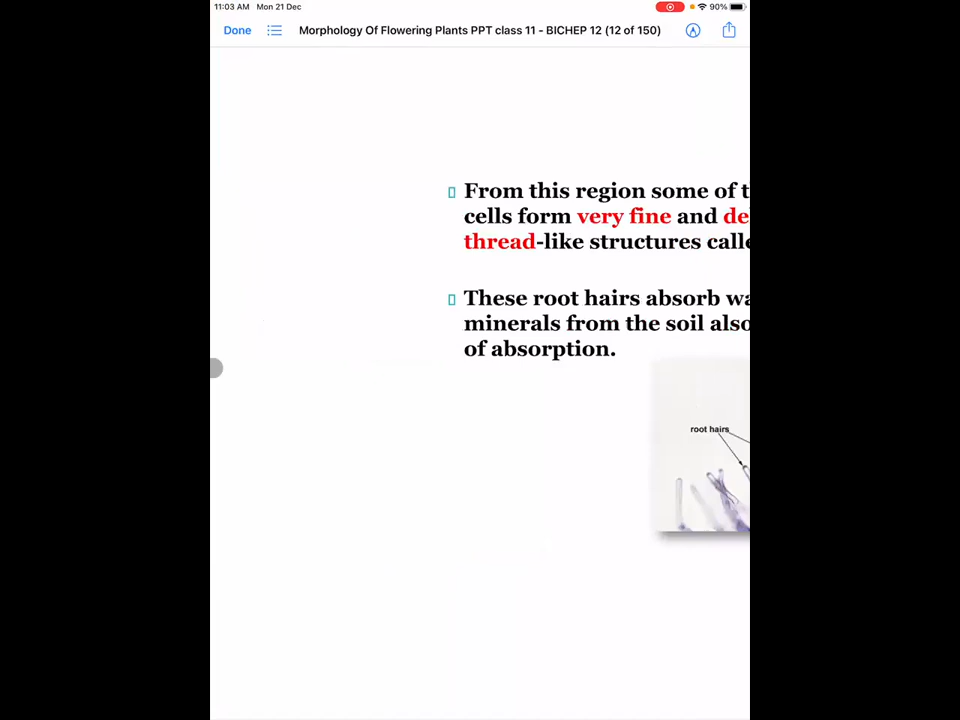 11:03 AM Mon 21 Dec 90%
Done Morphology Of Flowering Plants PPT class 11 - BICHEP 12 (12 of 150)
From this region some of t
cells form very fine and de
thread-like structures calle
These root hairs absorb wa
minerals from the soil also
of absorption.
root hairs